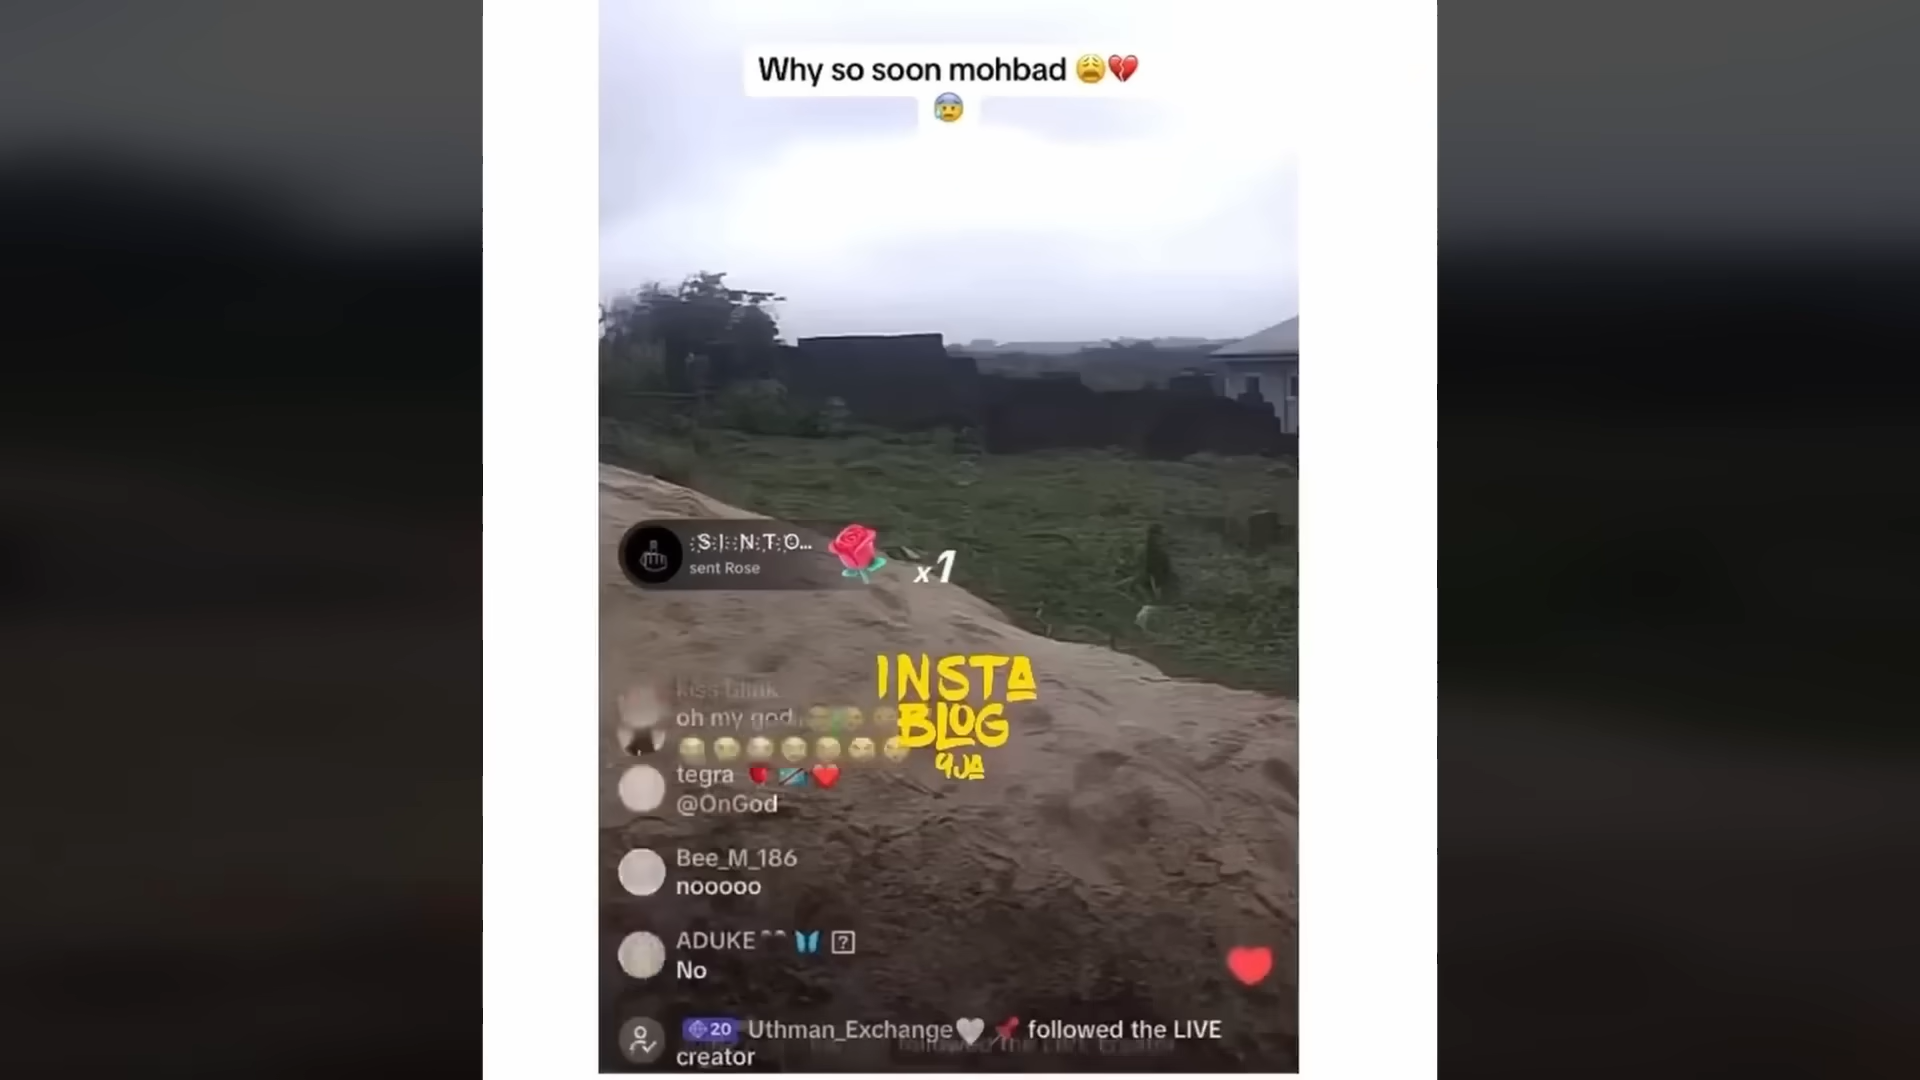 Why so soon mohbad 😩💔
😰
S I N T O...
sent Rose
x1
INSTA
BLOG
9JA
oh my god
tegra
@OnGod
Bee_M_186
nooooo
ADUKE
No
20 Uthman_Exchange🤍 📌 followed the LIVE
creator